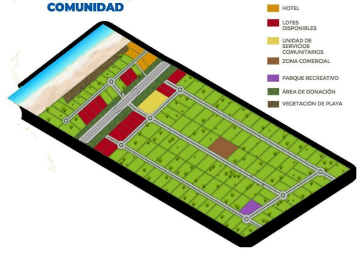 COMUNIDAD
HOTEL
LOTES
DISPONIBLES
UNIDAD DE
SERVICIOS
COMUNITARIOS
ZONA COMERCIAL
PARQUE RECREATIVO
ÁREA DE DONACIÓN
VEGETACIÓN DE PLAYA